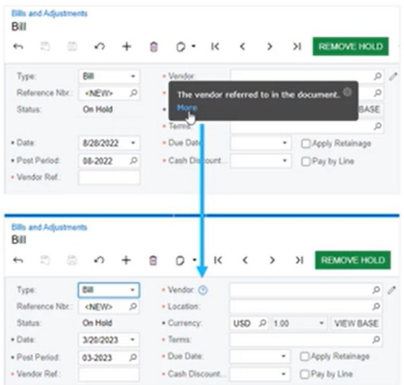 Bills and Adjustments
Bill
REMOVE HOLD
Type: Bill • Vendor
Reference Nbr.: <NEW>
The vendor referred to in the document.
More
Status: On Hold BASE
• Terms:
• Date: 8/28/2022 • Due Date Apply Retainage
• Post Period: 08-2022 • Cash Discount... Pay by Line
• Vendor Ref.:
Bills and Adjustments
Bill
REMOVE HOLD
Type: Bill • Vendor:
Reference Nbr.: <NEW> • Location:
Status: On Hold • Currency: USD 1.00 VIEW BASE
• Date: 3/20/2023 • Terms:
• Post Period: 03-2023 • Due Date: Apply Retainage
• Vendor Ref.: • Cash Discount... Pay by Line